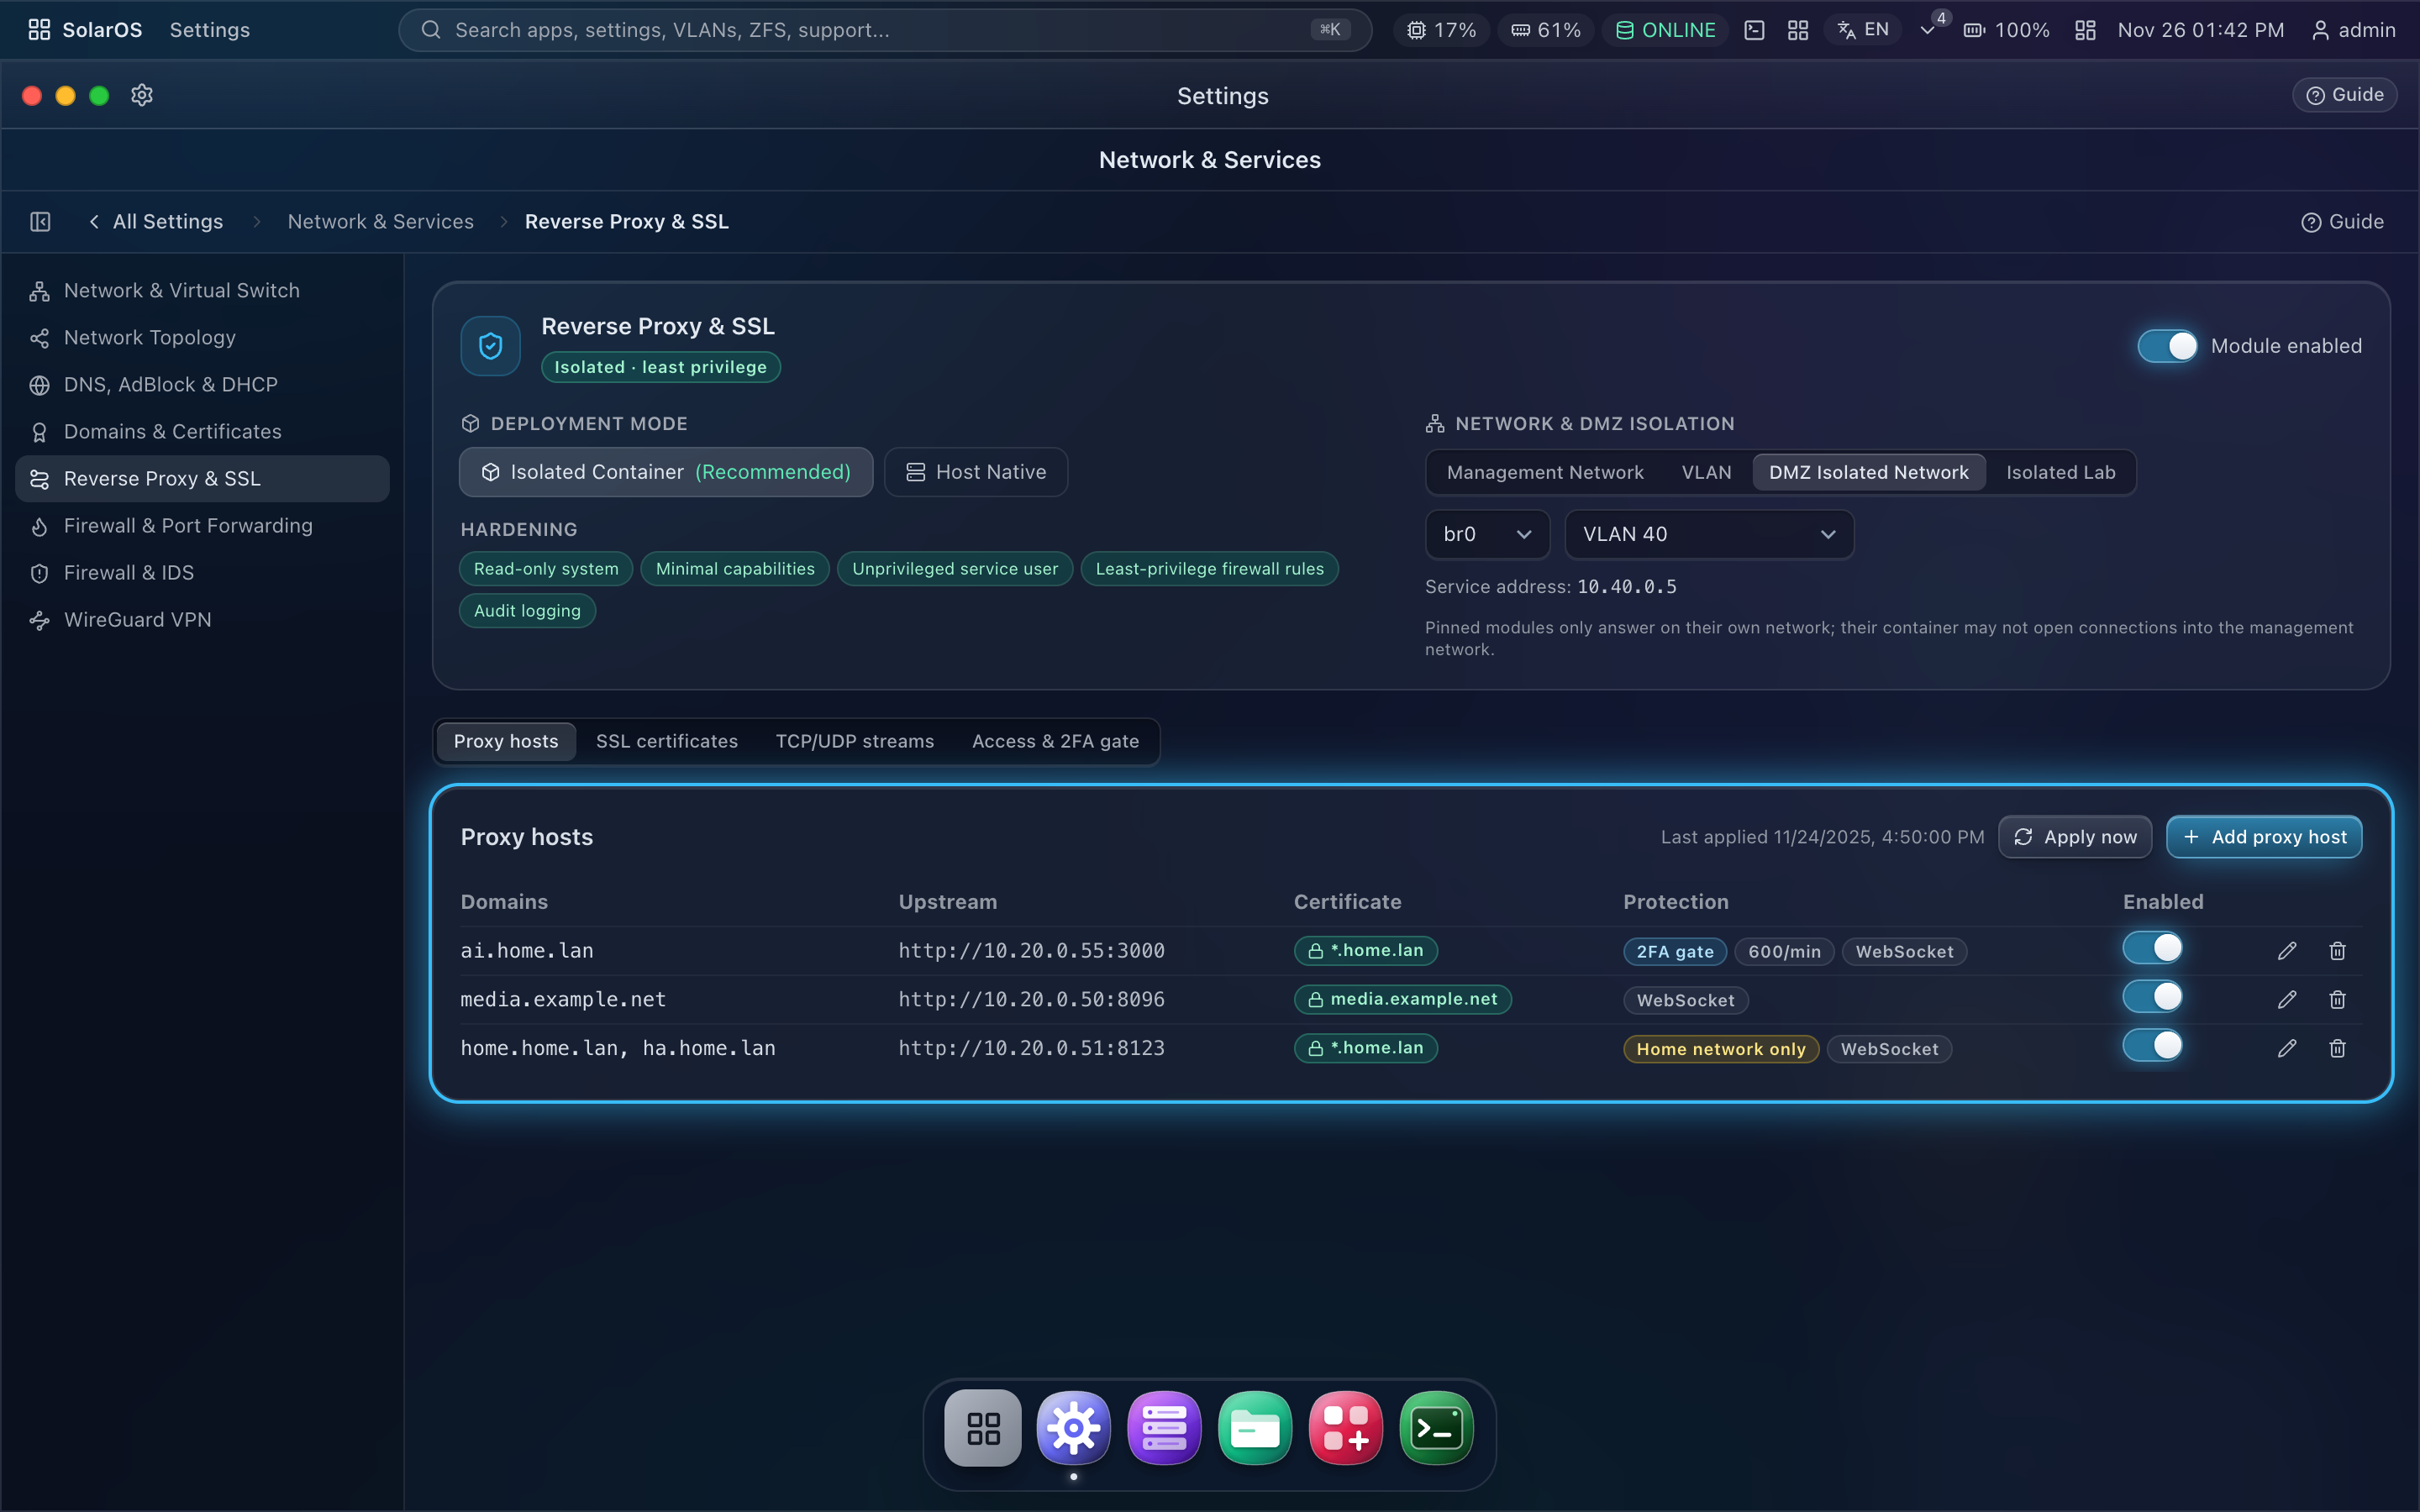 SolarOS Settings Search apps, settings, VLANs, ZFS, support... ⌘K 17% 61% ONLINE EN 4 100% Nov 26 01:42 PM admin
Settings Guide
Network & Services
All Settings Network & Services Reverse Proxy & SSL Guide
Network & Virtual Switch
Network Topology
DNS, AdBlock & DHCP
Domains & Certificates
Reverse Proxy & SSL
Firewall & Port Forwarding
Firewall & IDS
WireGuard VPN
Reverse Proxy & SSL
Isolated · least privilege
Module enabled
DEPLOYMENT MODE
Isolated Container (Recommended) Host Native
HARDENING
Read-only system Minimal capabilities Unprivileged service user Least-privilege firewall rules
Audit logging
NETWORK & DMZ ISOLATION
Management Network VLAN DMZ Isolated Network Isolated Lab
br0 VLAN 40
Service address: 10.40.0.5
Pinned modules only answer on their own network; their container may not open connections into the management
network.
Proxy hosts SSL certificates TCP/UDP streams Access & 2FA gate
Proxy hosts Last applied 11/24/2025, 4:50:00 PM Apply now Add proxy host
Domains Upstream Certificate Protection Enabled
ai.home.lan http://10.20.0.55:3000 *.home.lan 2FA gate 600/min WebSocket
media.example.net http://10.20.0.50:8096 media.example.net WebSocket
home.home.lan, ha.home.lan http://10.20.0.51:8123 *.home.lan Home network only WebSocket